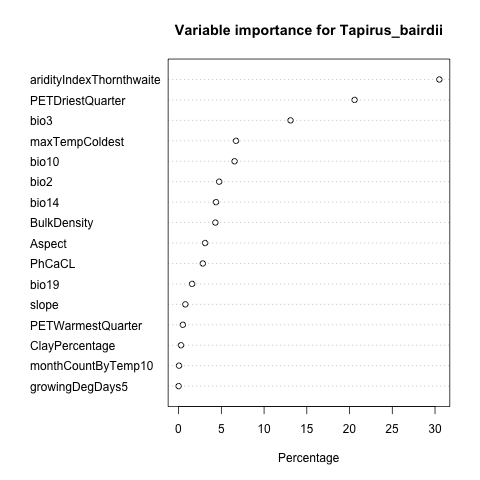 Variable importance for Tapirus_bairdii
aridityIndexThornthwaite
PETDriestQuarter
bio3
maxTempColdest
bio10
bio2
bio14
BulkDensity
Aspect
PhCaCL
bio19
slope
PETWarmestQuarter
ClayPercentage
monthCountByTemp10
growingDegDays5
0 5 10 15 20 25 30
Percentage